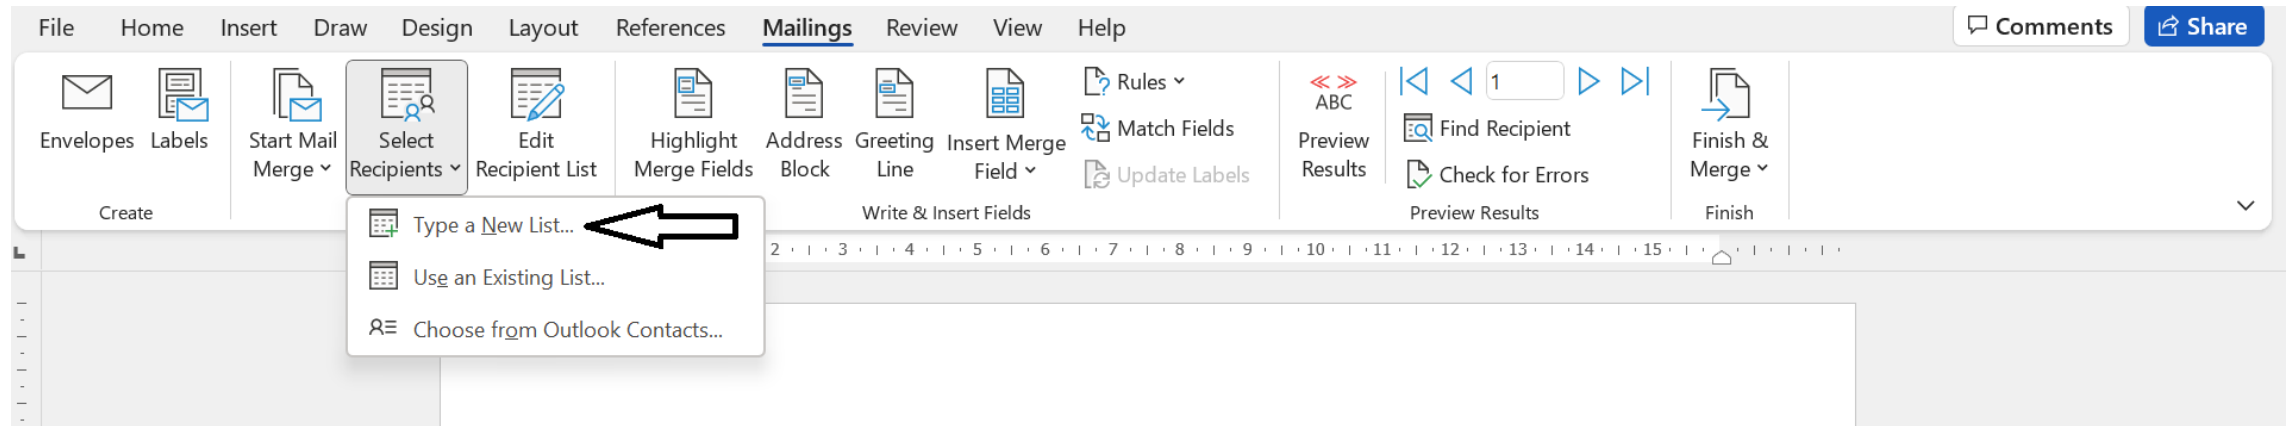 File Home Insert Draw Design Layout References Mailings Review View Help Comments Share
Envelopes Labels
Start Mail Merge
Select Recipients
Edit Recipient List
Highlight Merge Fields
Address Block
Greeting Line
Insert Merge Field
Rules
Match Fields
Update Labels
ABC
Preview Results
1
Find Recipient
Check for Errors
Finish & Merge
Create
Write & Insert Fields
Preview Results
Finish
Type a New List...
Use an Existing List...
Choose from Outlook Contacts...
2 3 4 5 6 7 8 9 10 11 12 13 14 15